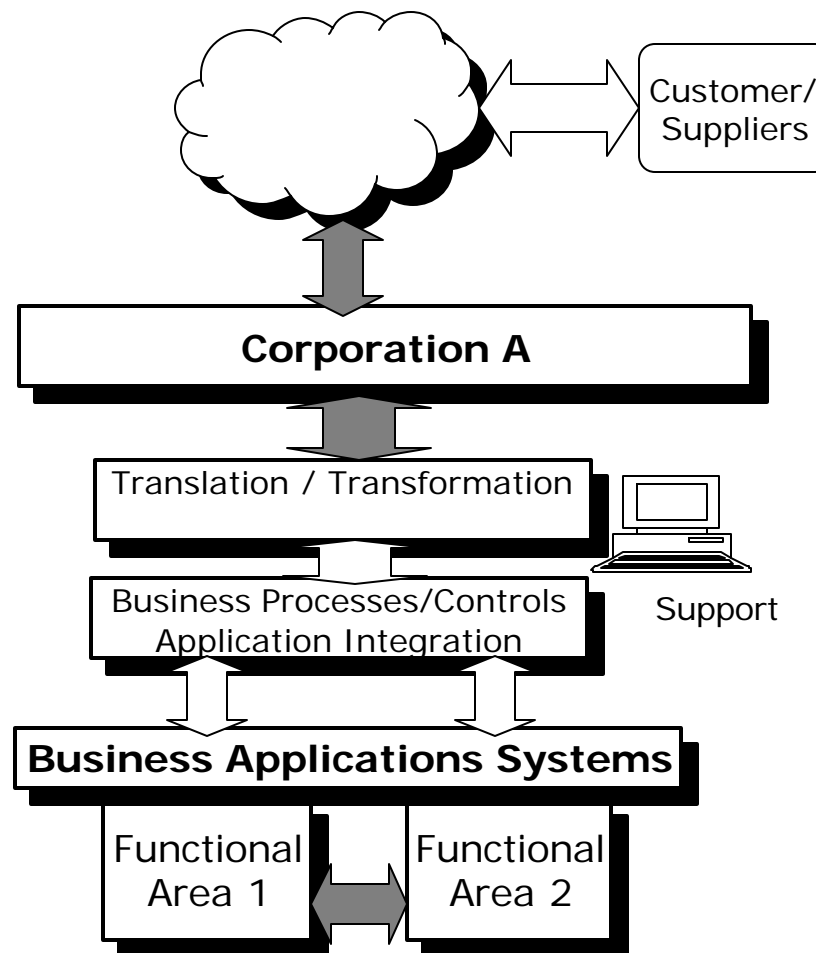 Customer/
Suppliers
Corporation A
Translation / Transformation
Business Processes/Controls
Application Integration
Support
Business Applications Systems
Functional
Area 1
Functional
Area 2